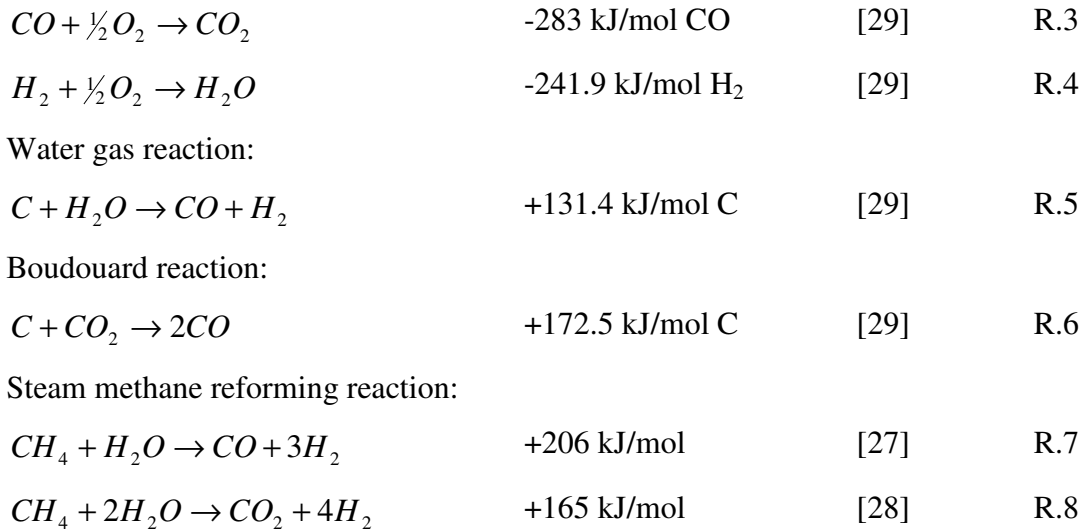 CO + ½O₂ → CO₂ -283 kJ/mol CO [29] R.3
H₂ + ½O₂ → H₂O -241.9 kJ/mol H₂ [29] R.4
Water gas reaction:
C + H₂O → CO + H₂ +131.4 kJ/mol C [29] R.5
Boudouard reaction:
C + CO₂ → 2CO +172.5 kJ/mol C [29] R.6
Steam methane reforming reaction:
CH₄ + H₂O → CO + 3H₂ +206 kJ/mol [27] R.7
CH₄ + 2H₂O → CO₂ + 4H₂ +165 kJ/mol [28] R.8